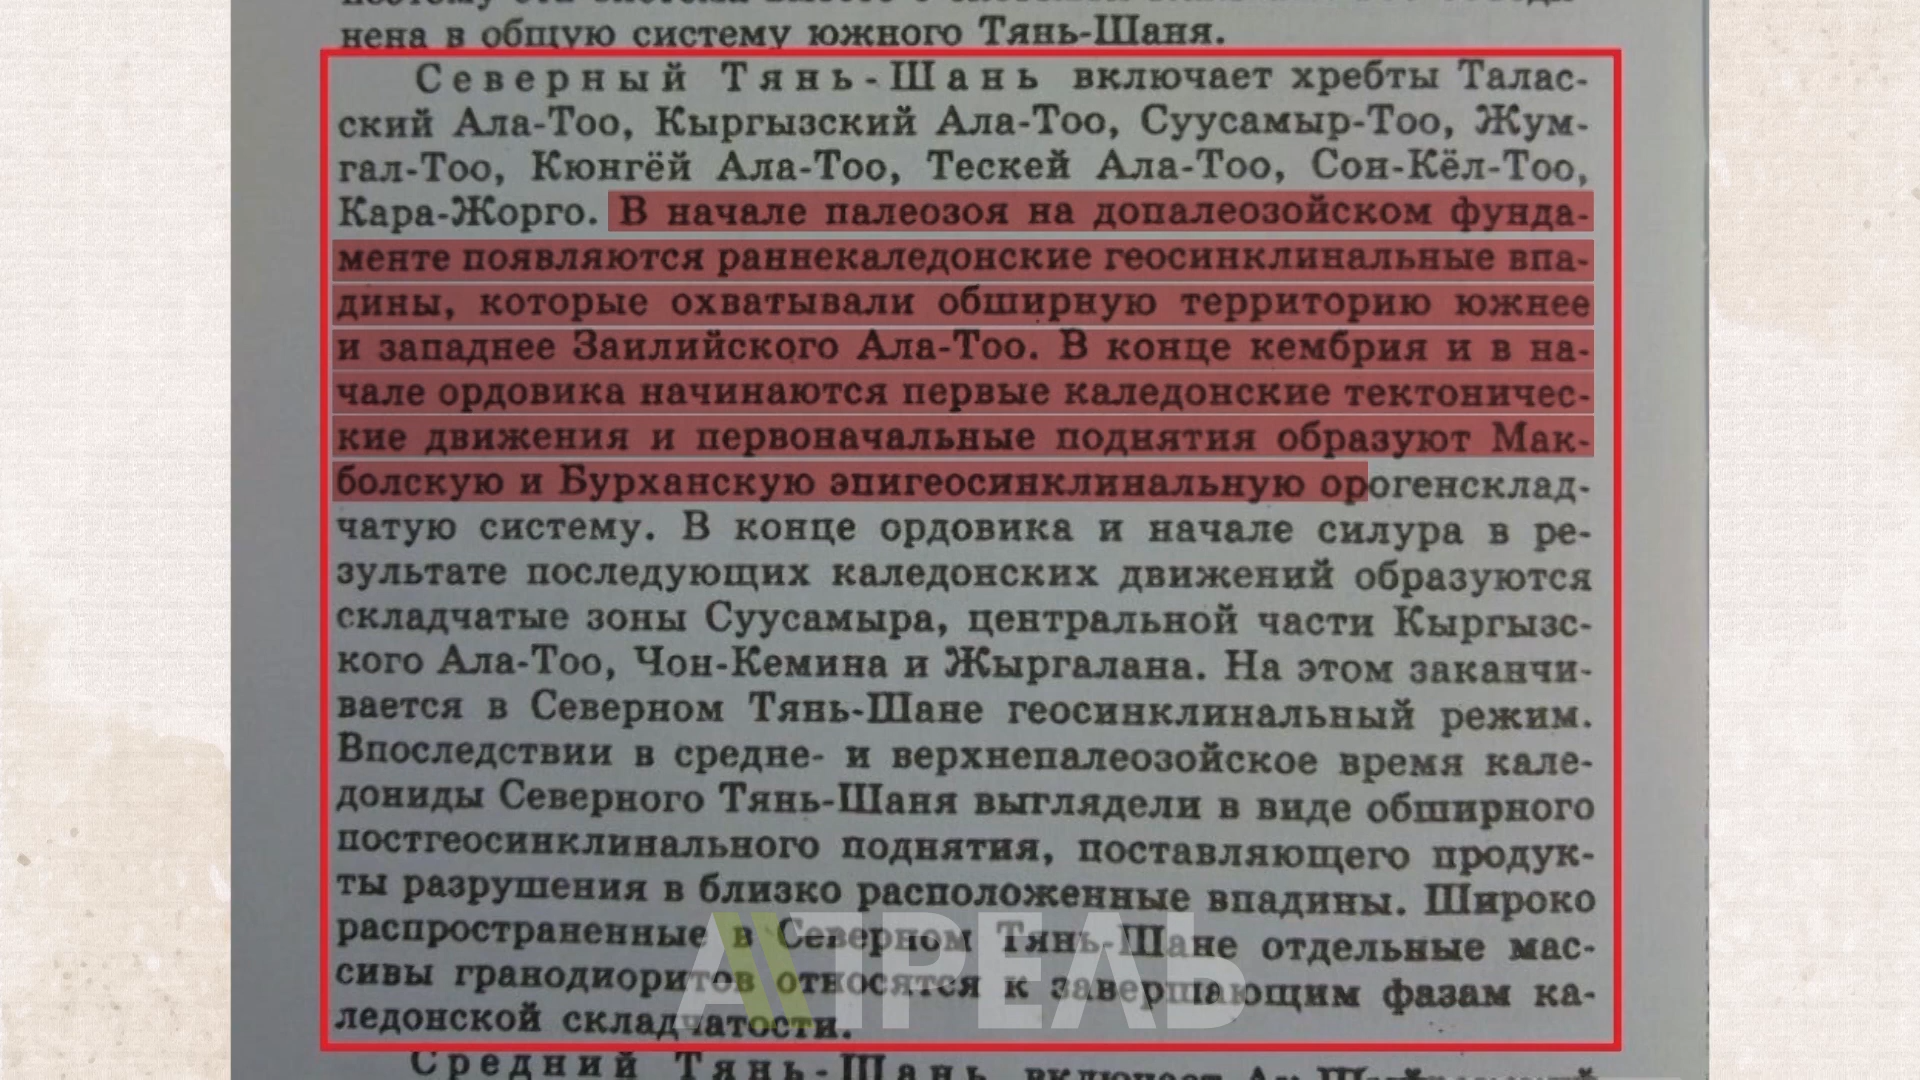 нена в общую систему южного Тянь-Шаня.
Северный Тянь-Шань включает хребты Талас-
ский Ала-Тоо, Кыргызский Ала-Тоо, Суусамыр-Тоо, Жум-
гал-Тоо, Кюнгёй Ала-Тоо, Тескей Ала-Тоо, Сон-Кёл-Тоо,
Кара-Жорго. В начале палеозоя на допалеозойском фунда-
менте появляются раннекаледонские геосинклинальные впа-
дины, которые охватывали обширную территорию южнее
и западнее Заилийского Ала-Тоо. В конце кембрия и в на-
чале ордовика начинаются первые каледонские тектоничес-
кие движения и первоначальные поднятия образуют Мак-
болскую и Бурханскую эпигеосинклинальную орогенсклад-
чатую систему. В конце ордовика и начале силура в ре-
зультате последующих каледонских движений образуются
складчатые зоны Суусамыра, центральной части Кыргызс-
кого Ала-Тоо, Чон-Кемина и Жыргалана. На этом заканчи-
вается в Северном Тянь-Шане геосинклинальный режим.
Впоследствии в средне- и верхнепалеозойское время кале-
дониды Северного Тянь-Шаня выглядели в виде обширного
постгеосинклинального поднятия, поставляющего продук-
ты разрушения в близко расположенные впадины. Широко
распространенные в Северном Тянь-Шане отдельные мас-
сивы гранодиоритов относятся к завершающим фазам ка-
ледонской складчатости.
АПРЕЛЬ
Средний Тянь-Шань включает